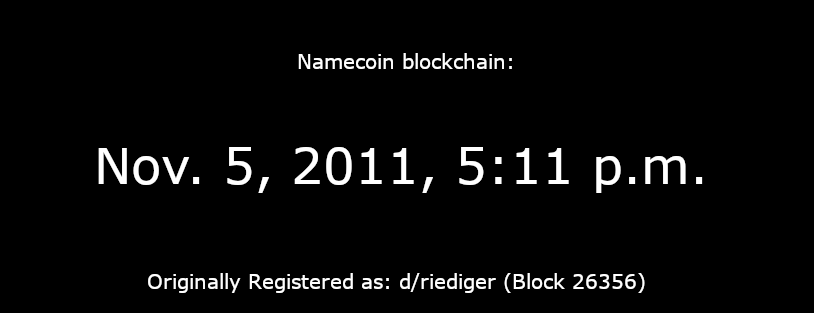 Namecoin blockchain:
Nov. 5, 2011, 5:11 p.m.
Originally Registered as: d/riediger (Block 26356)